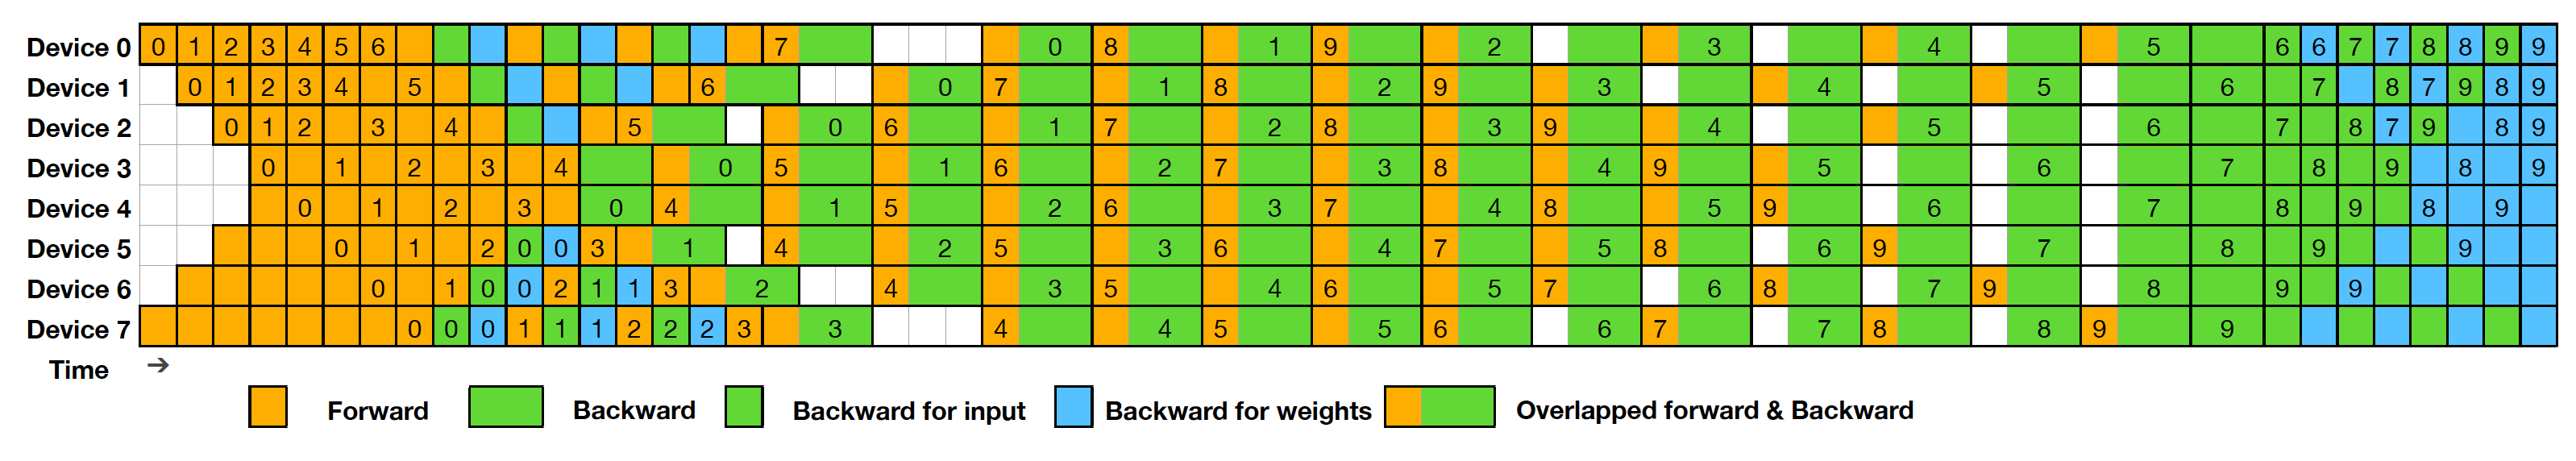 Device 0 0 1 2 3 4 5 6 7 0 8 1 9 2 3 4 5 6 6 7 7 8 8 9 9
Device 1 0 1 2 3 4 5 6 0 7 1 8 2 9 3 4 5 6 7 8 7 9 8 9
Device 2 0 1 2 3 4 5 0 6 1 7 2 8 3 9 4 5 6 7 8 7 9 8 9
Device 3 0 1 2 3 4 0 5 1 6 2 7 3 8 4 9 5 6 7 8 9 8 9
Device 4 0 1 2 3 0 4 1 5 2 6 3 7 4 8 5 9 6 7 8 9 8 9
Device 5 0 1 2 0 0 3 1 4 2 5 3 6 4 7 5 8 6 9 7 8 9 9
Device 6 0 1 0 0 2 1 1 3 2 4 3 5 4 6 5 7 6 8 7 9 8 9 9
Device 7 0 0 0 1 1 1 2 2 2 3 3 4 4 5 5 6 6 7 7 8 8 9 9
Time →
Forward Backward Backward for input Backward for weights Overlapped forward & Backward